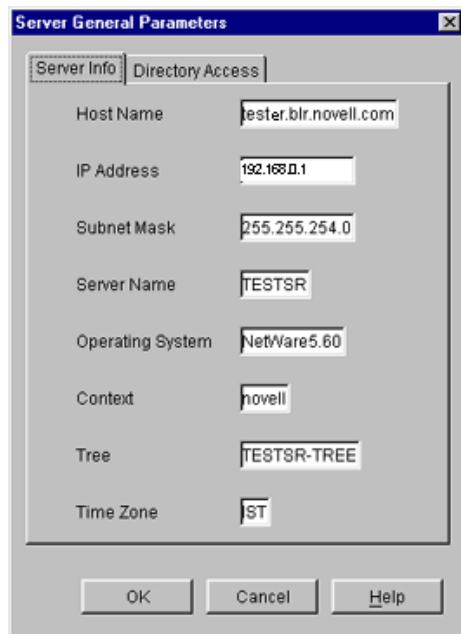 Server General Parameters
Server Info Directory Access
Host Name tester.blr.novell.com
IP Address 192.168.0.1
Subnet Mask 255.255.254.0
Server Name TESTSR
Operating System NetWare5.60
Context novell
Tree TESTSR-TREE
Time Zone IST
OK Cancel Help